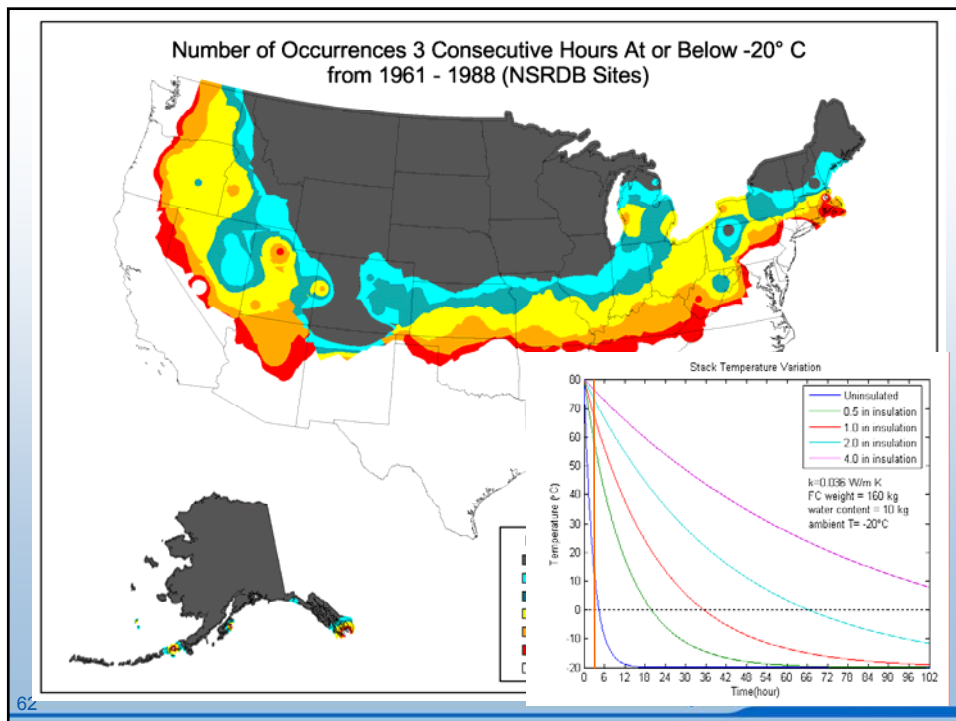 Number of Occurrences 3 Consecutive Hours At or Below -20° C
from 1961 - 1988 (NSRDB Sites)
Stack Temperature Variation
80
70
60
50
40
30
20
10
0
-10
-20
Temperature (ºC)
Uninsulated
0.5 in insulation
1.0 in insulation
2.0 in insulation
4.0 in insulation
k=0.036 W/m K
FC weight = 160 kg
water content = 10 kg
ambient T= -20°C
0 6 12 18 24 30 36 42 48 54 60 66 72 78 84 90 96 102
Time(hour)
62